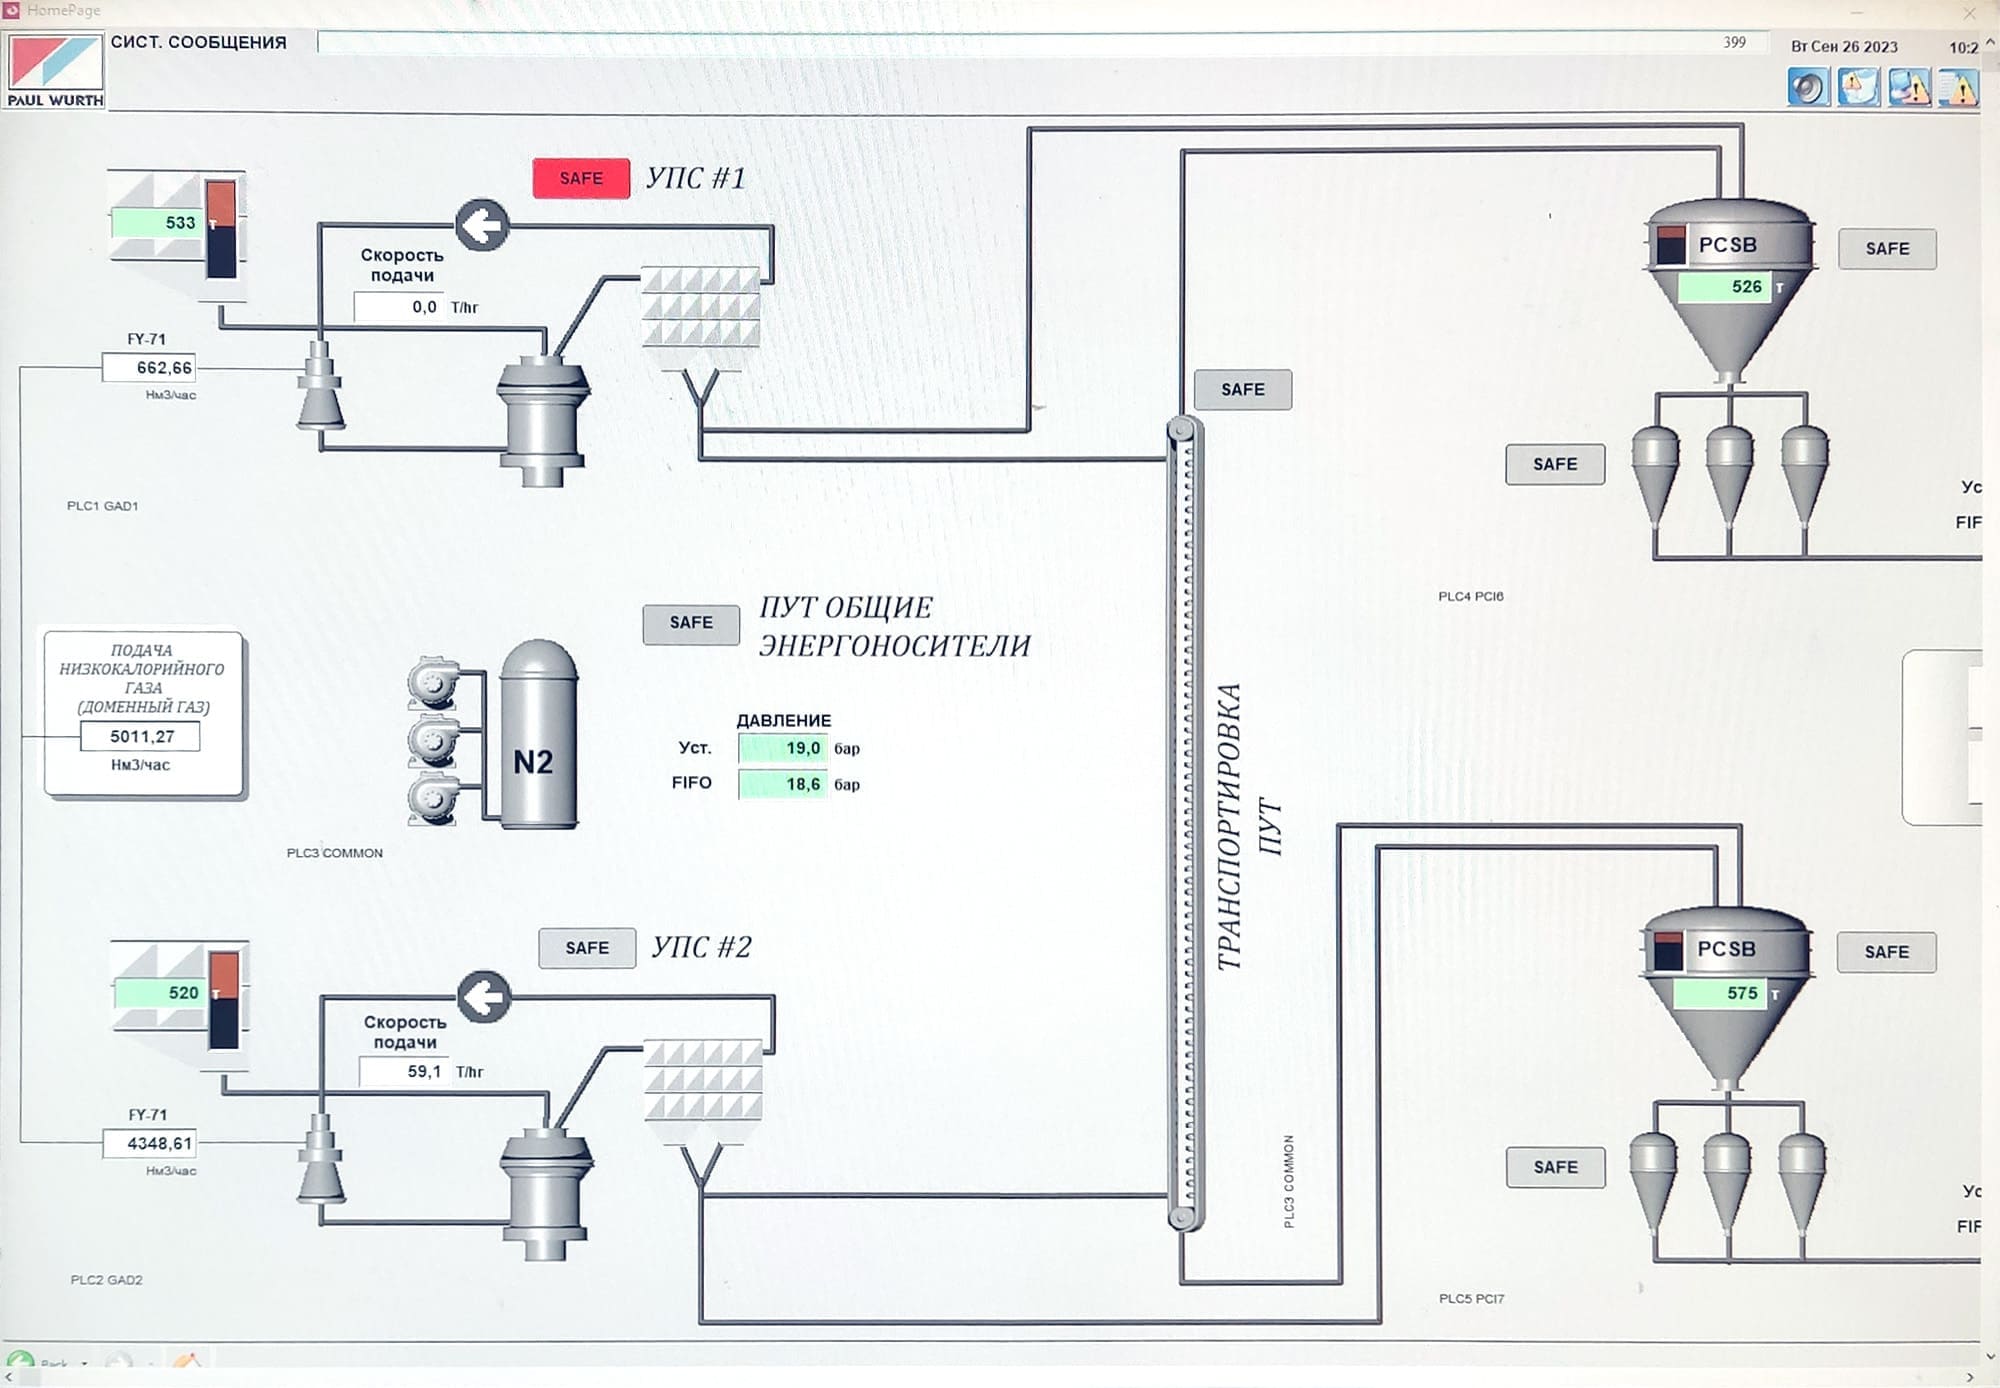 HomePage
PAUL WURTH
СИСТ. СООБЩЕНИЯ
399
Вт Сен 26 2023
10:2
SAFE
УПС #1
533
T
Скорость
подачи
0,0 T/hr
FY-71
662,66
Нм3/час
PLC1 GAD1
PCSB
526 T
SAFE
SAFE
SAFE
Ус
FIF
PLC4 PCI6
ПОДАЧА
НИЗКОКАЛОРИЙНОГО
ГАЗА
(ДОМЕННЫЙ ГАЗ)
5011,27
Нм3/час
N2
PLC3 COMMON
SAFE
ПУТ ОБЩИЕ
ЭНЕРГОНОСИТЕЛИ
ДАВЛЕНИЕ
Уст. 19,0 бар
FIFO 18,6 бар
ТРАНСПОРТИРОВКА
ПУТ
PLC3 COMMON
SAFE
УПС #2
520
T
Скорость
подачи
59,1 T/hr
FY-71
4348,61
Нм3/час
PLC2 GAD2
PCSB
575 T
SAFE
SAFE
Ус
FIF
PLC5 PCI7
Back